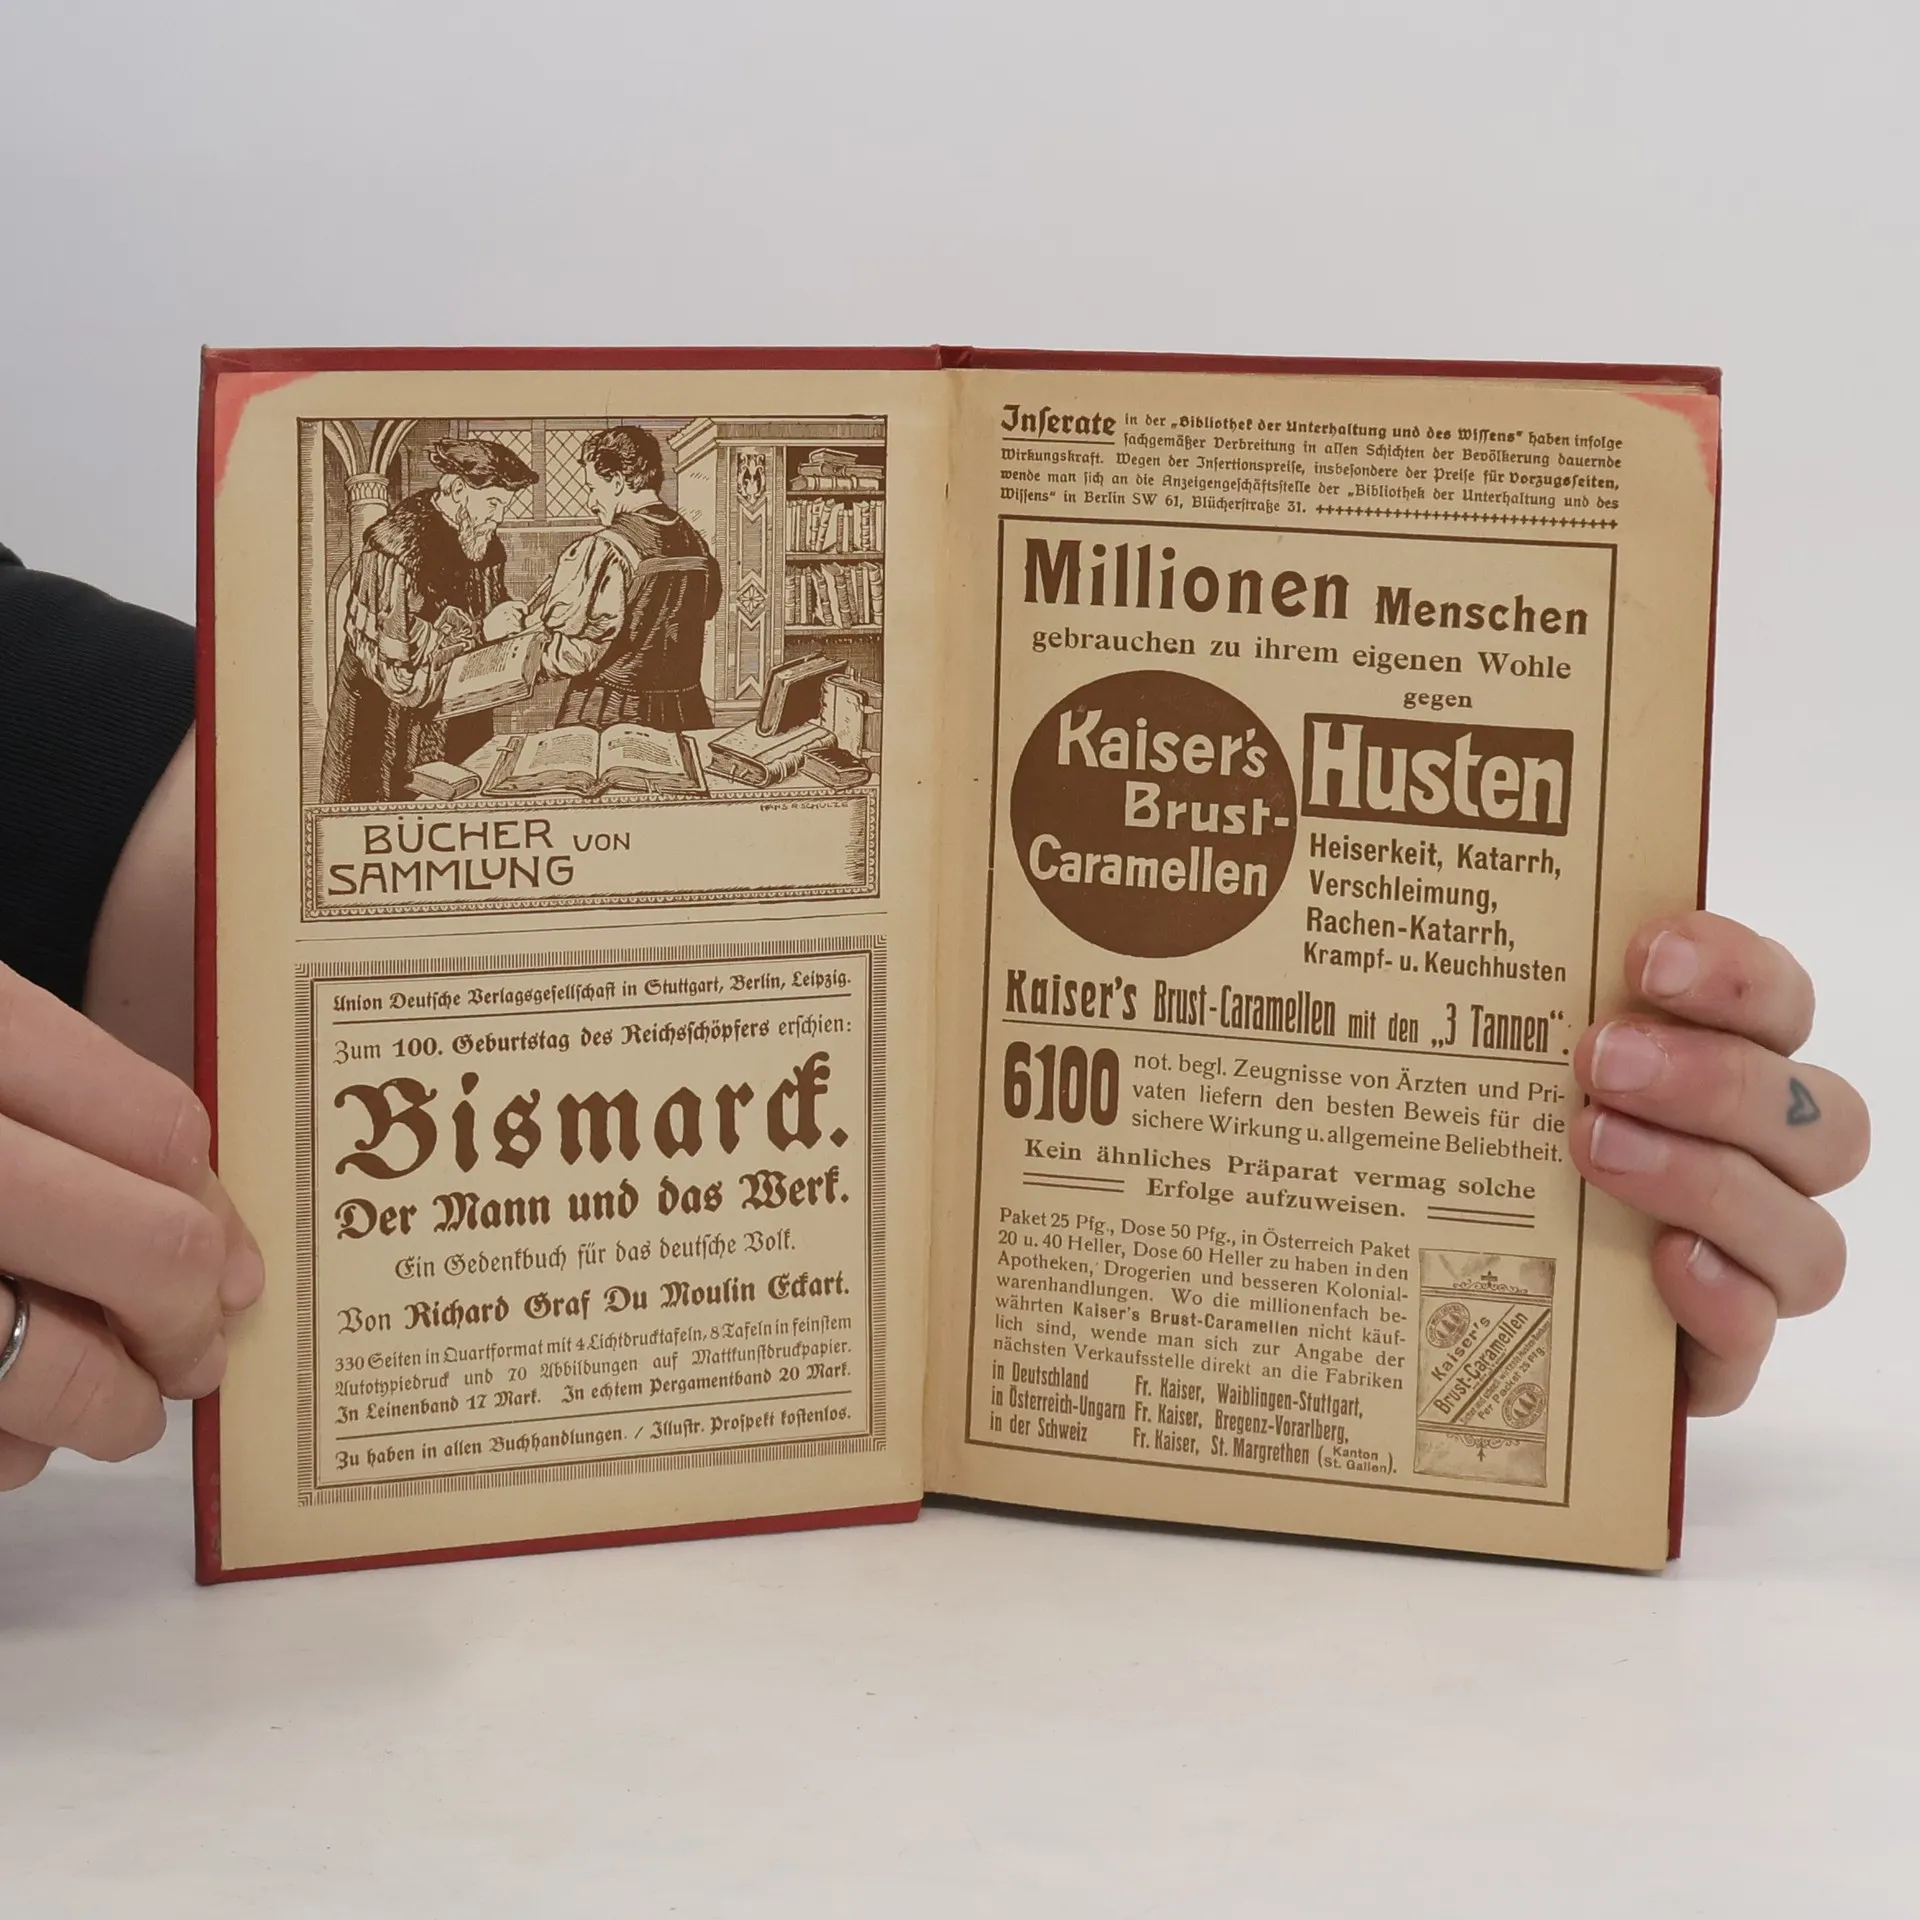 HANS R. SCHULZE
BÜCHER VON
SAMMLUNG
Union Deutsche Verlagsgesellschaft in Stuttgart, Berlin, Leipzig.
Zum 100. Geburtstag des Reichsschöpfers erschien:
Bismarck.
Der Mann und das Werk.
Ein Gedenkbuch für das deutsche Volk.
Von Richard Graf Du Moulin Eckart.
330 Seiten in Quartformat mit 4 Lichtdrucktafeln, 8 Tafeln in feinstem
Autotypiedruck und 70 Abbildungen auf Mattkunstdruckpapier.
In Leinenband 17 Mark. In echtem Pergamentband 20 Mark.
Zu haben in allen Buchhandlungen. / Illustr. Prospekt kostenlos.
Inserate in der „Bibliothek der Unterhaltung und des Wissens“ haben infolge
fachgemäßer Verbreitung in allen Schichten der Bevölkerung dauernde
Wirkungskraft. Wegen der Insertionspreise, insbesondere der Preise für Vorzugsseiten,
wende man sich an die Anzeigengeschäftsstelle der „Bibliothek der Unterhaltung und des
Wissens“ in Berlin SW 61, Blücherstraße 31.
Millionen Menschen
gebrauchen zu ihrem eigenen Wohle
gegen
Kaiser's
Brust-
Caramellen
Husten
Heiserkeit, Katarrh,
Verschleimung,
Rachen-Katarrh,
Krampf- u. Keuchhusten
Kaiser's Brust-Caramellen mit den „3 Tannen“.
6100 not. begl. Zeugnisse von Ärzten und Pri-
vaten liefern den besten Beweis für die
sichere Wirkung u. allgemeine Beliebtheit.
Kein ähnliches Präparat vermag solche
Erfolge aufzuweisen.
Paket 25 Pfg., Dose 50 Pfg., in Österreich Paket
20 u. 40 Heller, Dose 60 Heller zu haben in den
Apotheken, Drogerien und besseren Kolonial-
warenhandlungen. Wo die millionenfach be-
währten Kaiser's Brust-Caramellen nicht käuf-
lich sind, wende man sich zur Angabe der
nächsten Verkaufsstelle direkt an die Fabriken
in Deutschland Fr. Kaiser, Waiblingen-Stuttgart,
in Österreich-Ungarn Fr. Kaiser, Bregenz-Vorarlberg,
in der Schweiz Fr. Kaiser, St. Margrethen (Kanton St. Gallen).
Kaiser's
Brust-Caramellen
Per Packet 25 Pfg.